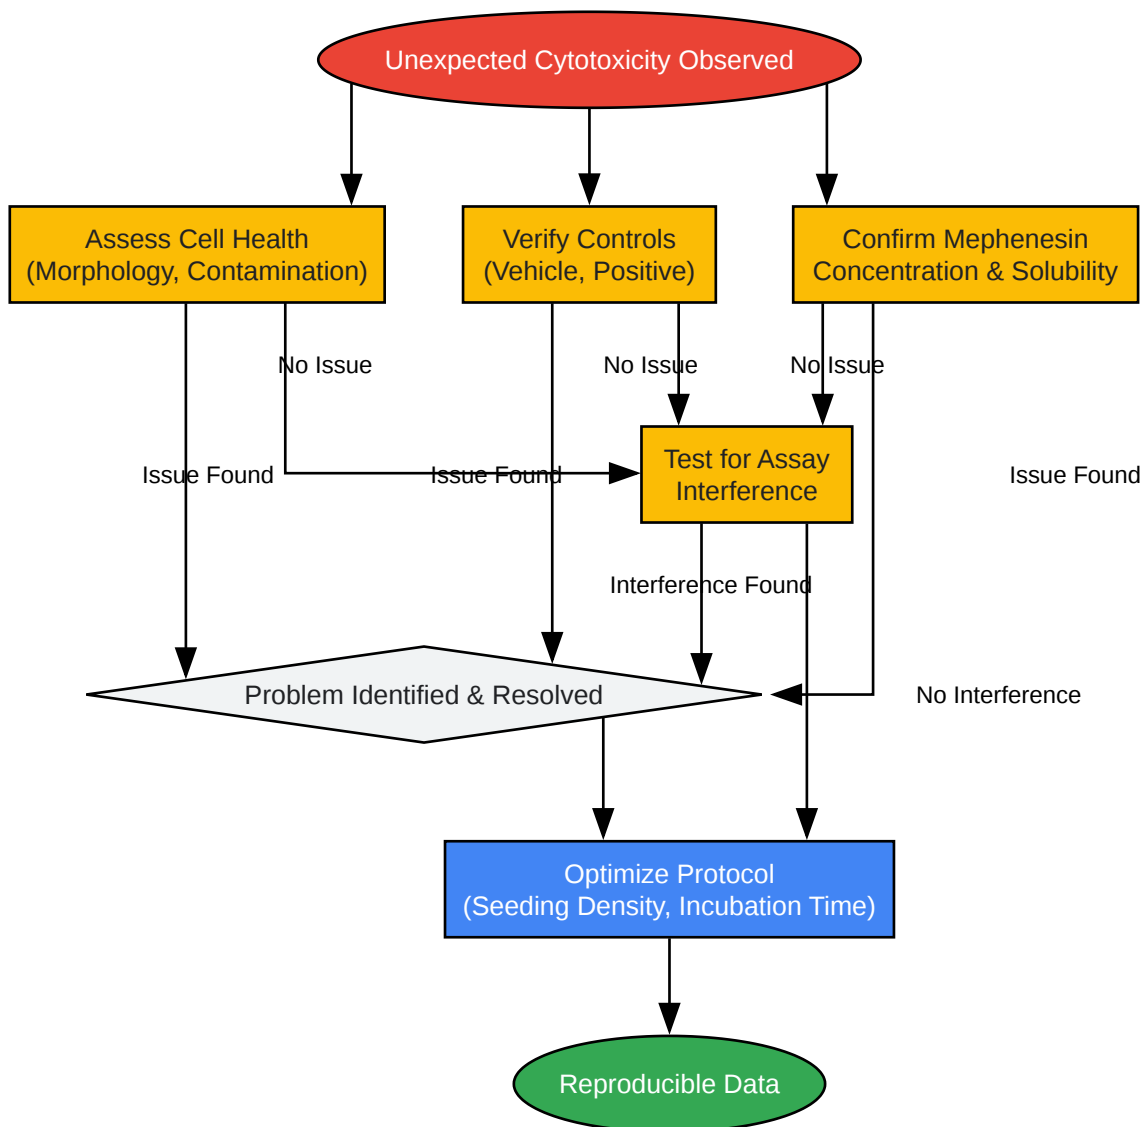 Unexpected Cytotoxicity Observed
Assess Cell Health
(Morphology, Contamination)
Verify Controls
(Vehicle, Positive)
Confirm Mephenesin
Concentration & Solubility
No Issue
No Issue
No Issue
Test for Assay
Interference
Issue Found
Issue Found
Issue Found
Interference Found
Problem Identified & Resolved
No Interference
Optimize Protocol
(Seeding Density, Incubation Time)
Reproducible Data